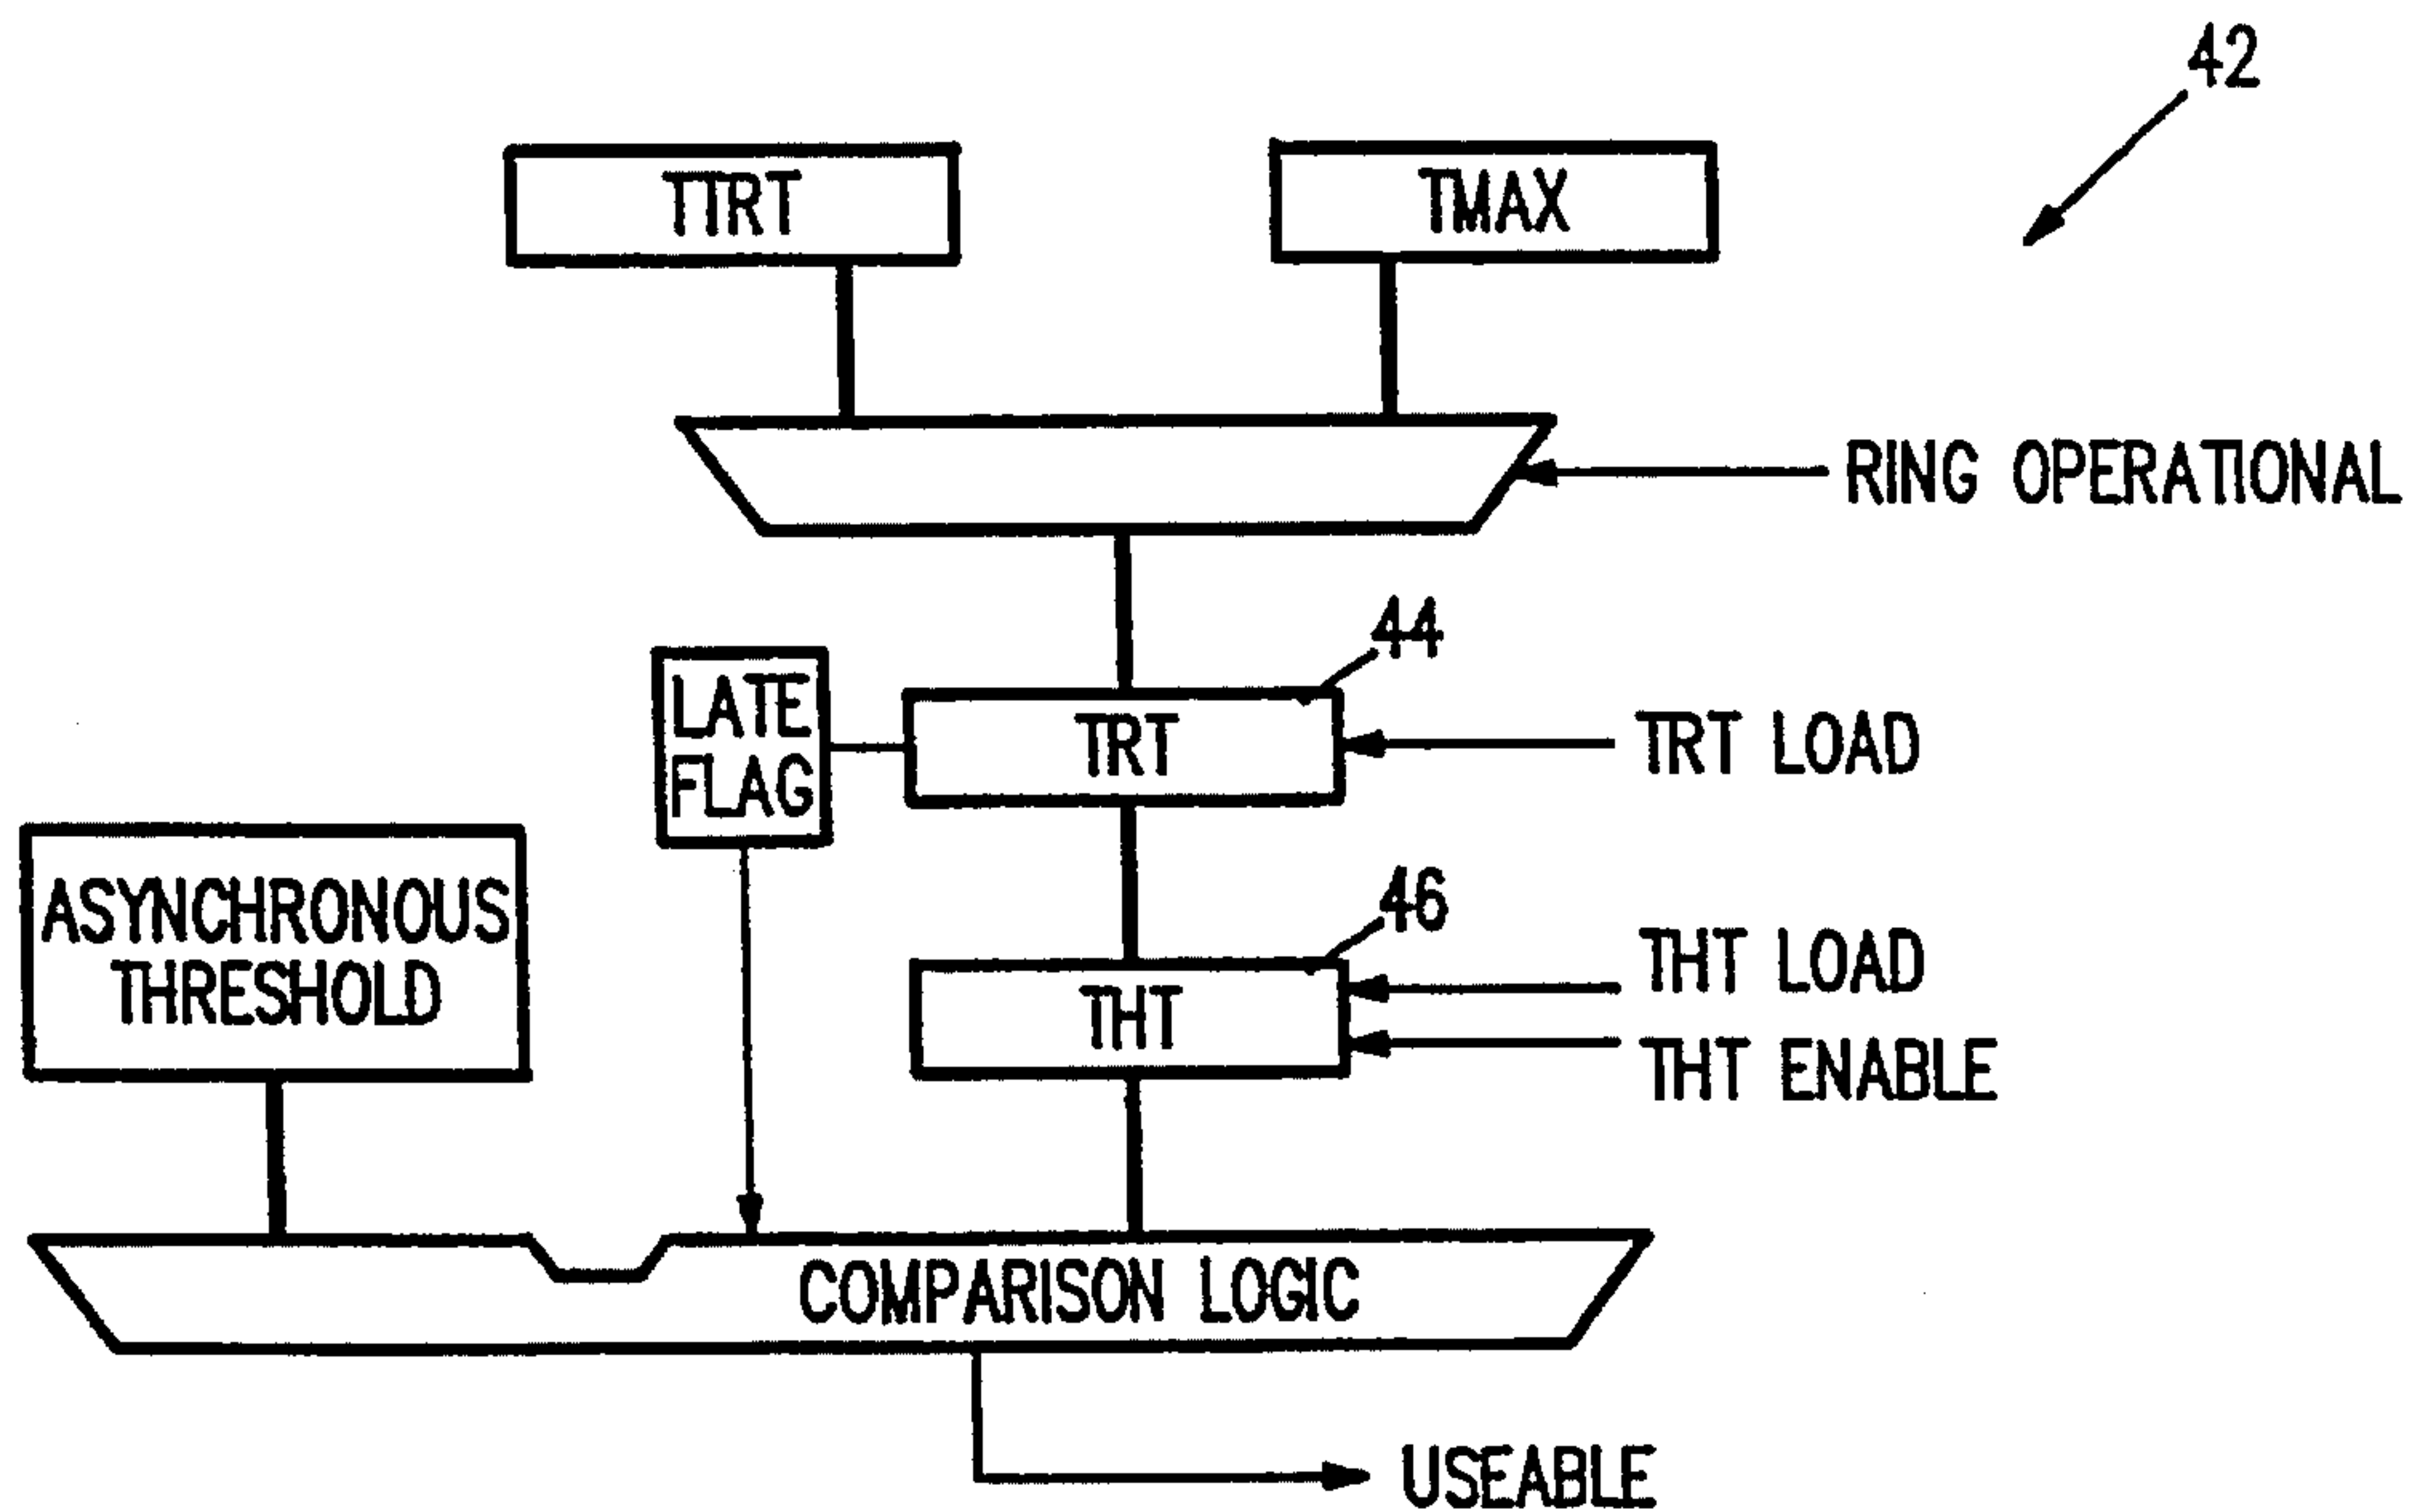 42
TTRT
TMAX
RING OPERATIONAL
44
LATE
FLAG
TRT
TRT LOAD
ASYNCHRONOUS
THRESHOLD
46
THT
THT LOAD
THT ENABLE
COMPARISON LOGIC
USEABLE